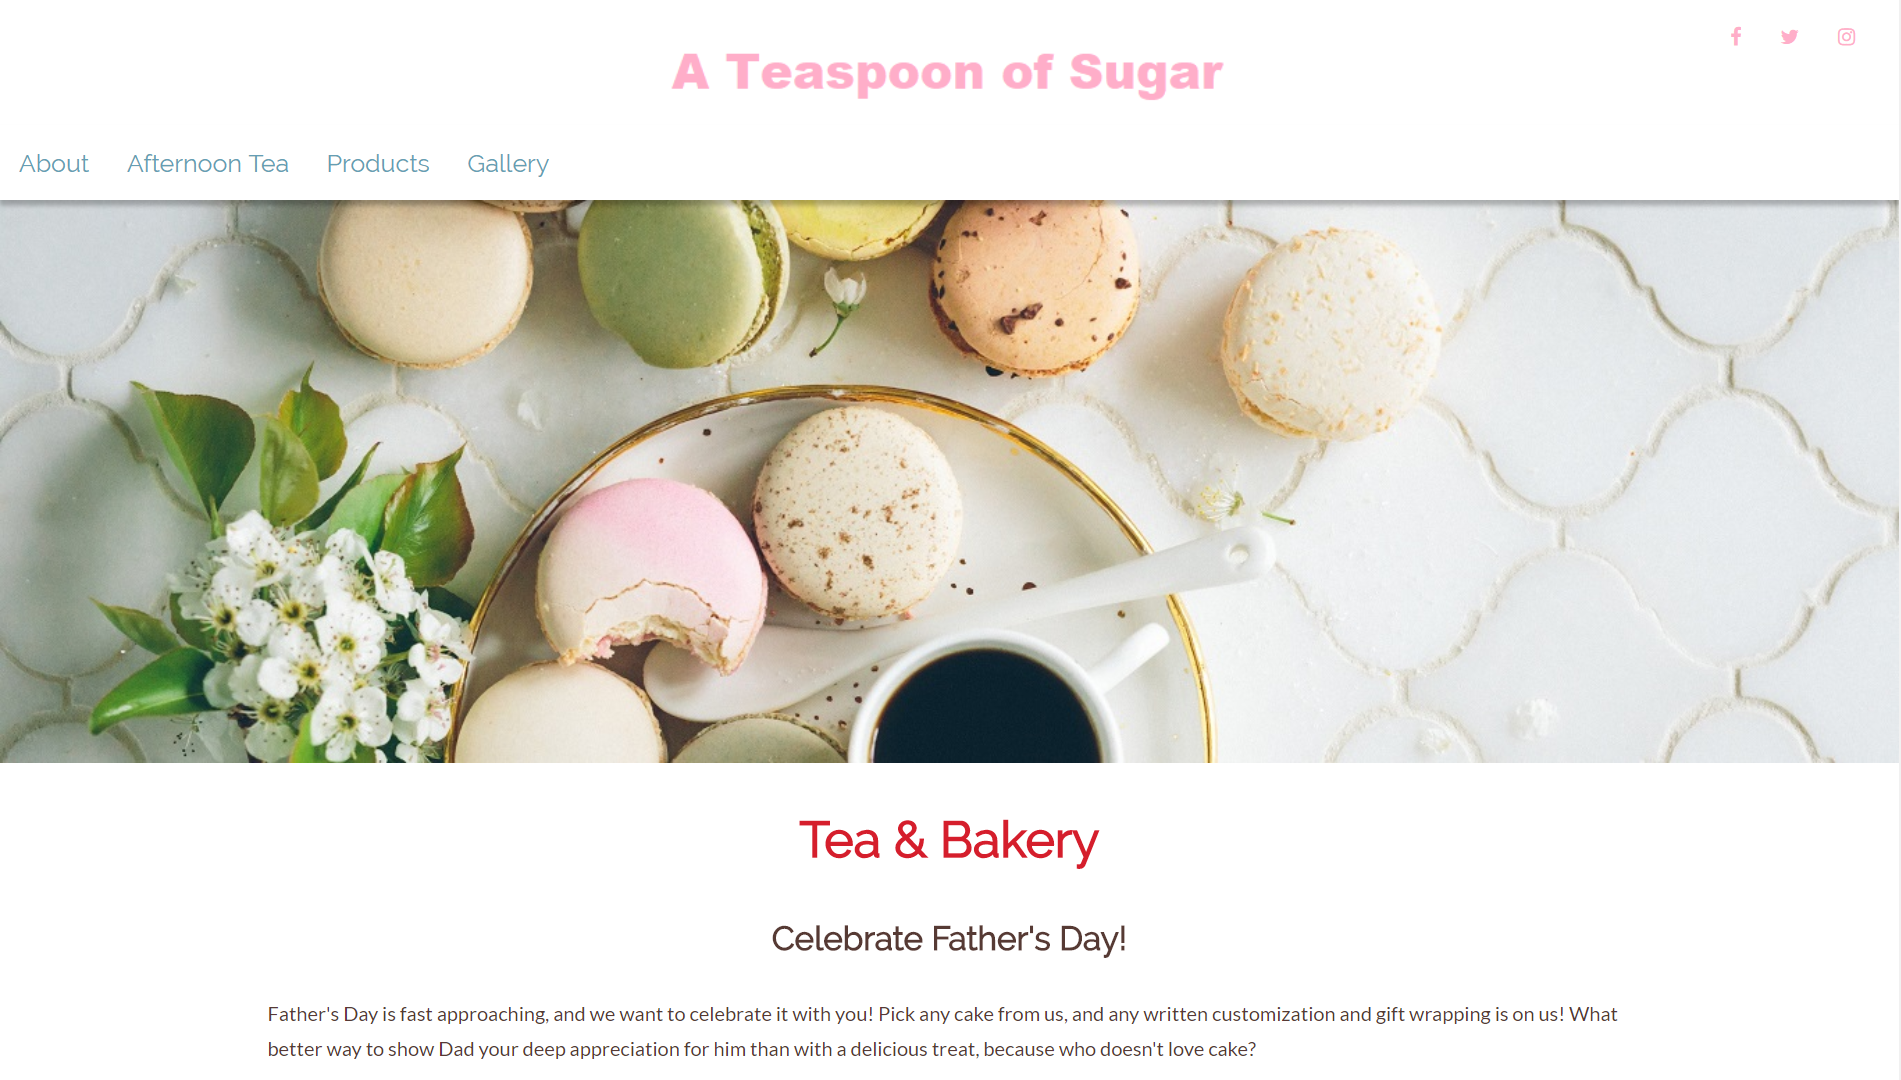 A Teaspoon of Sugar
About Afternoon Tea Products Gallery
Tea & Bakery
Celebrate Father's Day!
Father's Day is fast approaching, and we want to celebrate it with you! Pick any cake from us, and any written customization and gift wrapping is on us! What
better way to show Dad your deep appreciation for him than with a delicious treat, because who doesn't love cake?